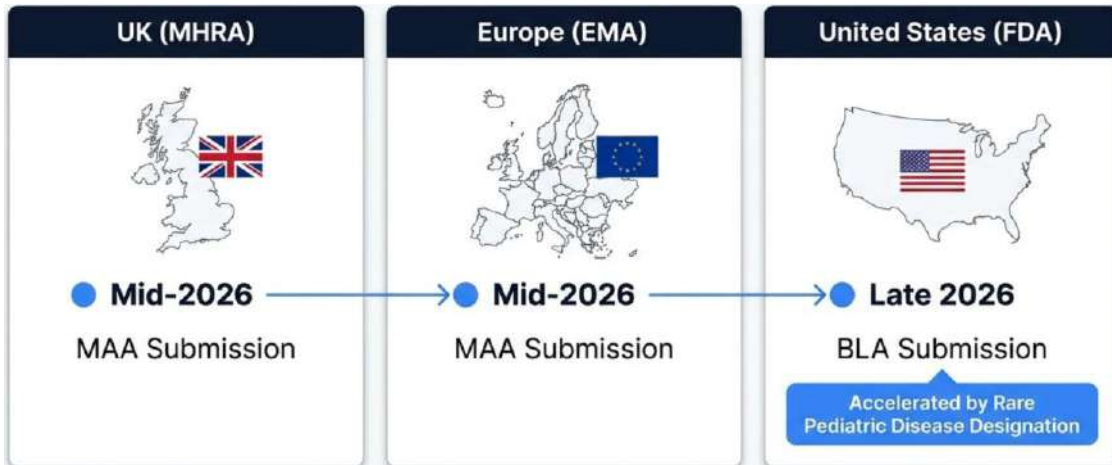 UK (MHRA)
Europe (EMA)
United States (FDA)
Mid-2026
Mid-2026
Late 2026
MAA Submission
MAA Submission
BLA Submission
Accelerated by Rare
Pediatric Disease Designation